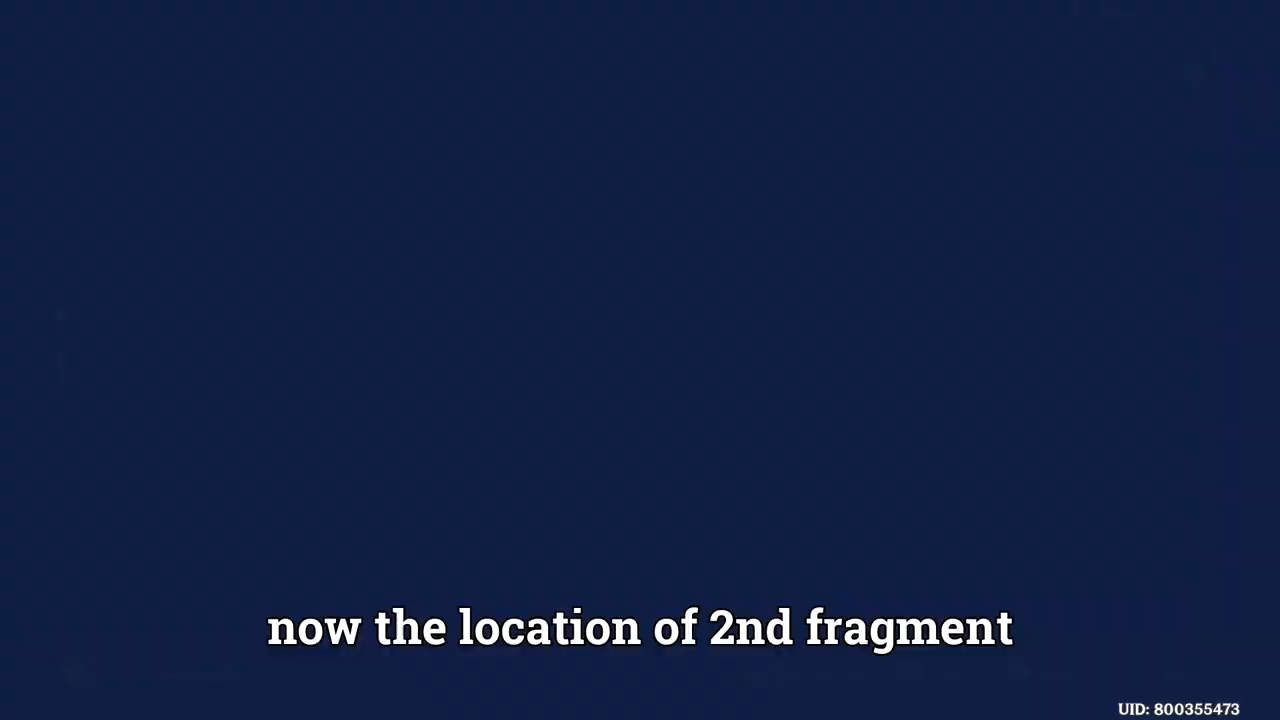 now the location of 2nd fragment
UID: 800355473